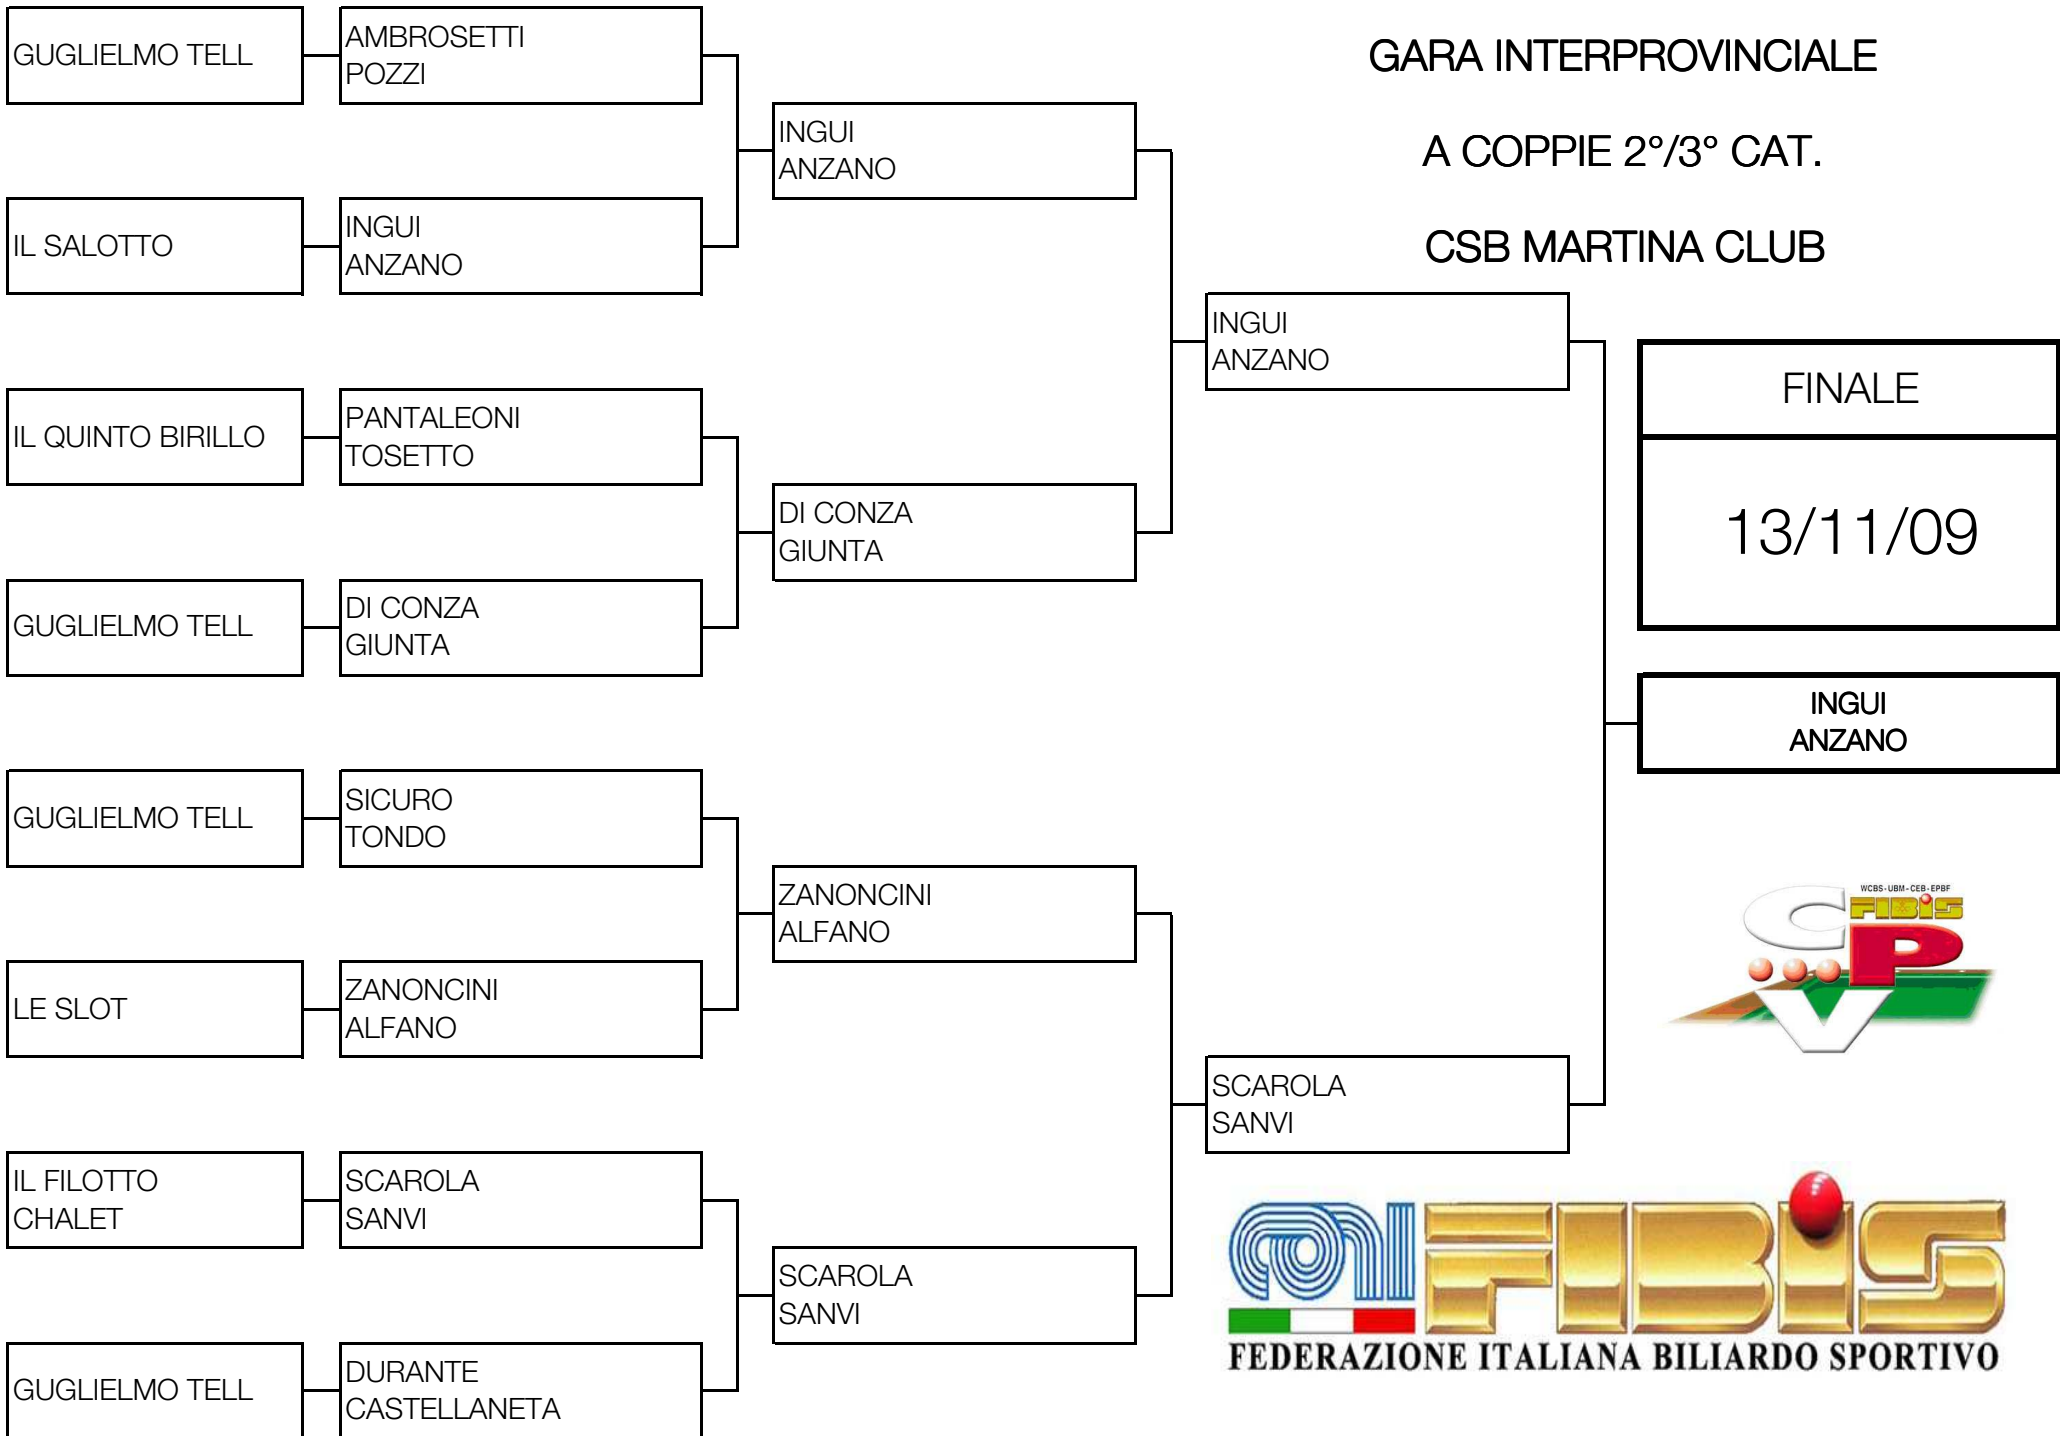 GARA INTERPROVINCIALE
A COPPIE 2°/3° CAT.
CSB MARTINA CLUB
GUGLIELMO TELL
AMBROSETTI
POZZI
IL SALOTTO
INGUI
ANZANO
IL QUINTO BIRILLO
PANTALEONI
TOSETTO
GUGLIELMO TELL
DI CONZA
GIUNTA
GUGLIELMO TELL
SICURO
TONDO
LE SLOT
ZANONCINI
ALFANO
IL FILOTTO
CHALET
SCAROLA
SANVI
GUGLIELMO TELL
DURANTE
CASTELLANETA
INGUI
ANZANO
DI CONZA
GIUNTA
ZANONCINI
ALFANO
SCAROLA
SANVI
INGUI
ANZANO
SCAROLA
SANVI
FINALE
13/11/09
INGUI
ANZANO
WCBS-UBM-CEB-EPBF
FIBIS
CPV
CONI FIBIS
FEDERAZIONE ITALIANA BILIARDO SPORTIVO